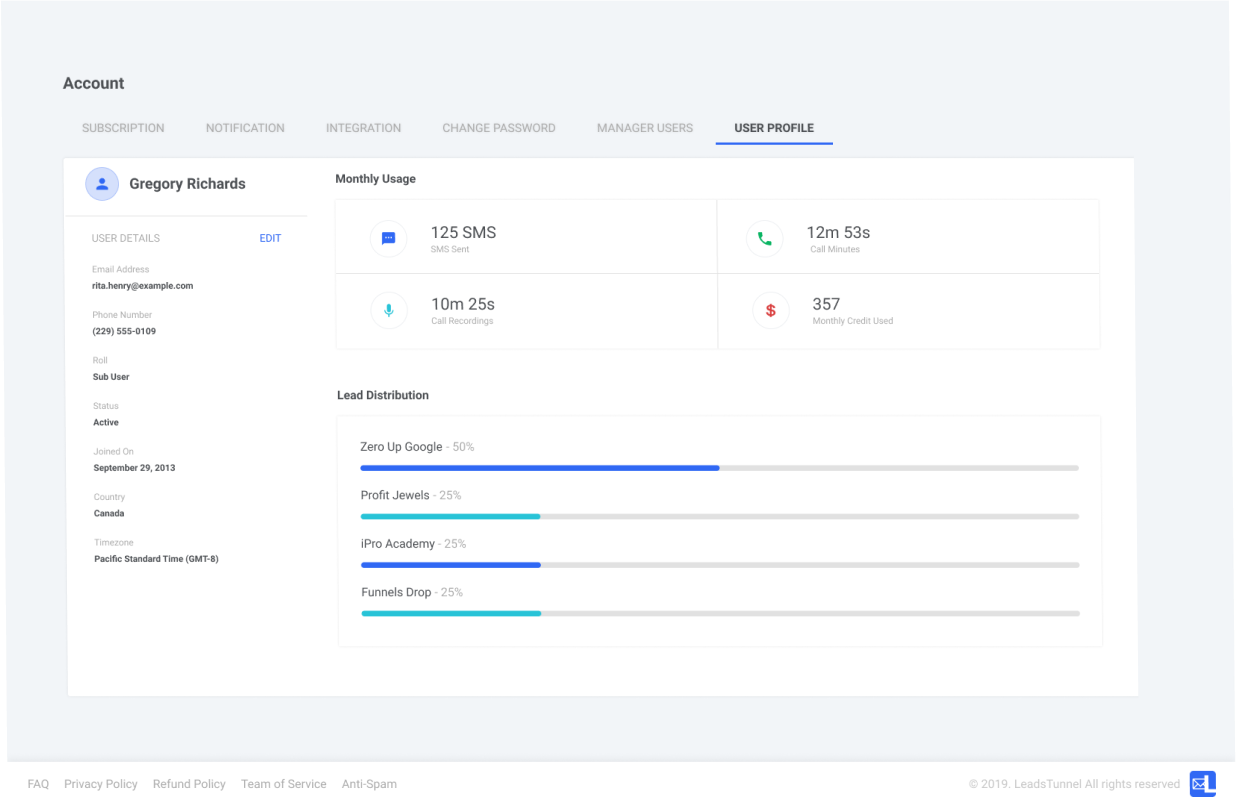 Account
SUBSCRIPTION NOTIFICATION INTEGRATION CHANGE PASSWORD MANAGER USERS USER PROFILE
Gregory Richards
USER DETAILS EDIT
Email Address
rita.henry@example.com
Phone Number
(229) 555-0109
Roll
Sub User
Status
Active
Joined On
September 29, 2013
Country
Canada
Timezone
Pacific Standard Time (GMT-8)
Monthly Usage
125 SMS
SMS Sent
12m 53s
Call Minutes
10m 25s
Call Recordings
357
Monthly Credit Used
Lead Distribution
Zero Up Google - 50%
Profit Jewels - 25%
iPro Academy - 25%
Funnels Drop - 25%
FAQ Privacy Policy Refund Policy Team of Service Anti-Spam
© 2019. LeadsTunnel All rights reserved